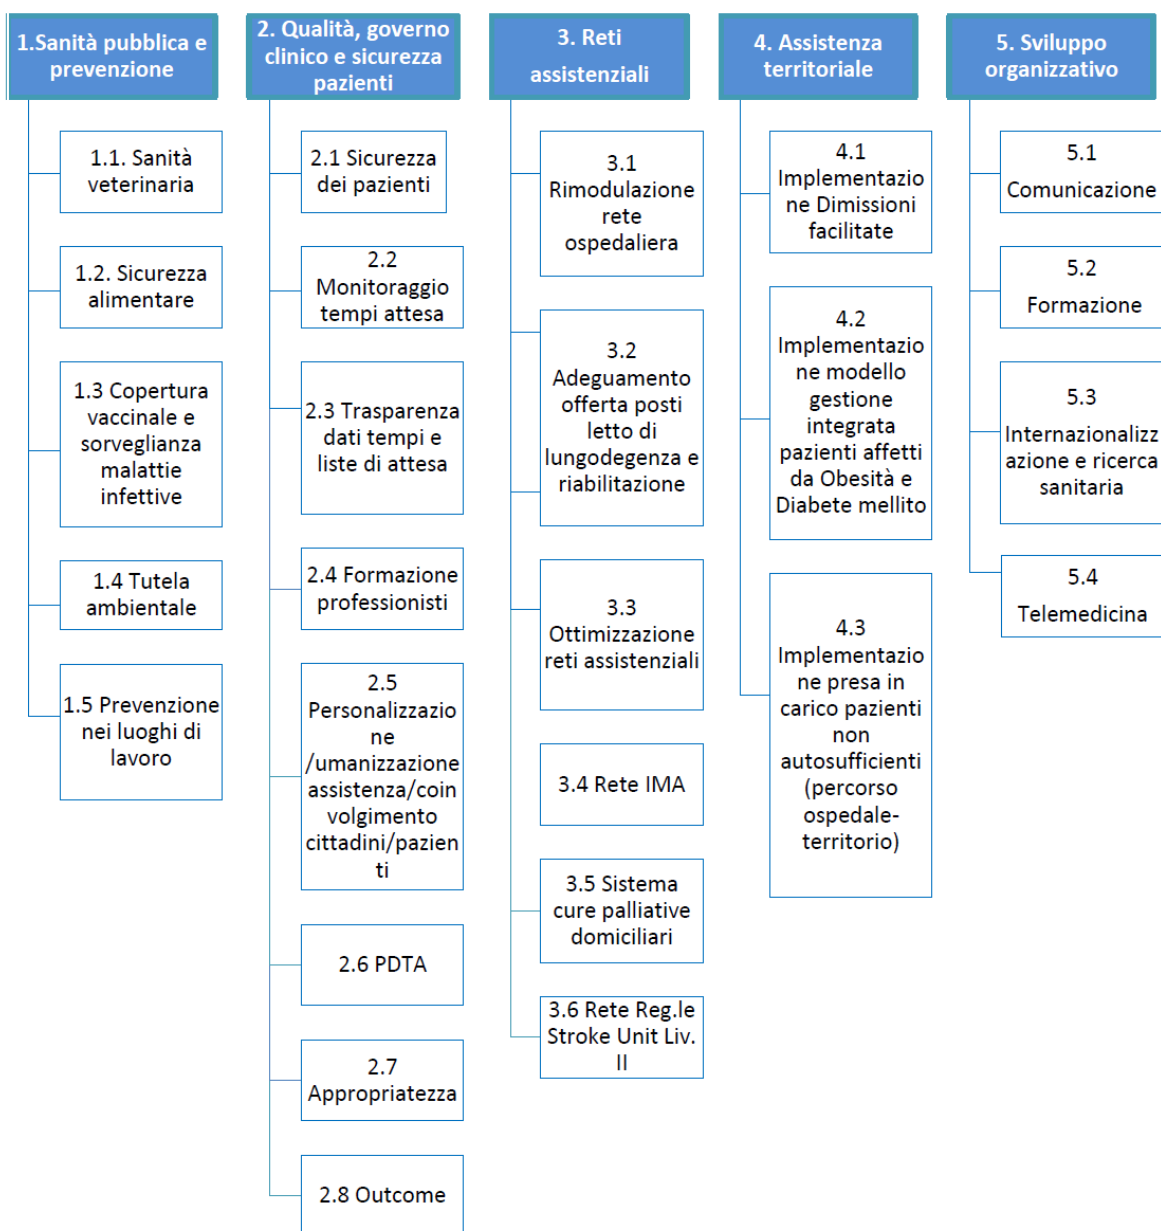 1.Sanità pubblica e
prevenzione
1.1. Sanità
veterinaria
1.2. Sicurezza
alimentare
1.3 Copertura
vaccinale e
sorveglianza
malattie
infettive
1.4 Tutela
ambientale
1.5 Prevenzione
nei luoghi di
lavoro
2. Qualità, governo
clinico e sicurezza
pazienti
2.1 Sicurezza
dei pazienti
2.2
Monitoraggio
tempi attesa
2.3 Trasparenza
dati tempi e
liste di attesa
2.4 Formazione
professionisti
2.5
Personalizzazio
ne
/umanizzazione
assistenza/coin
volgimento
cittadini/pazien
ti
2.6 PDTA
2.7
Appropriatezza
2.8 Outcome
3. Reti
assistenziali
3.1
Rimodulazione
rete
ospedaliera
3.2
Adeguamento
offerta posti
letto di
lungodegenza e
riabilitazione
3.3
Ottimizzazione
reti assistenziali
3.4 Rete IMA
3.5 Sistema
cure palliative
domiciliari
3.6 Rete Reg.le
Stroke Unit Liv.
II
4. Assistenza
territoriale
4.1
Implementazio
ne Dimissioni
facilitate
4.2
Implementazio
ne modello
gestione
integrata
pazienti affetti
da Obesità e
Diabete mellito
4.3
Implementazio
ne presa in
carico pazienti
non
autosufficienti
(percorso
ospedale-
territorio)
5. Sviluppo
organizzativo
5.1
Comunicazione
5.2
Formazione
5.3
Internazionalizz
azione e ricerca
sanitaria
5.4
Telemedicina